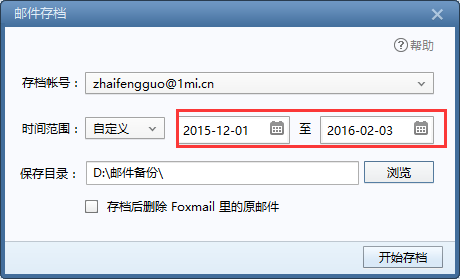 邮件存档
帮助
存档帐号： zhaifengguo@1mi.cn
时间范围： 自定义 2015-12-01 至 2016-02-03
保存目录： D:\邮件备份\ 浏览
存档后删除 Foxmail 里的原邮件
开始存档